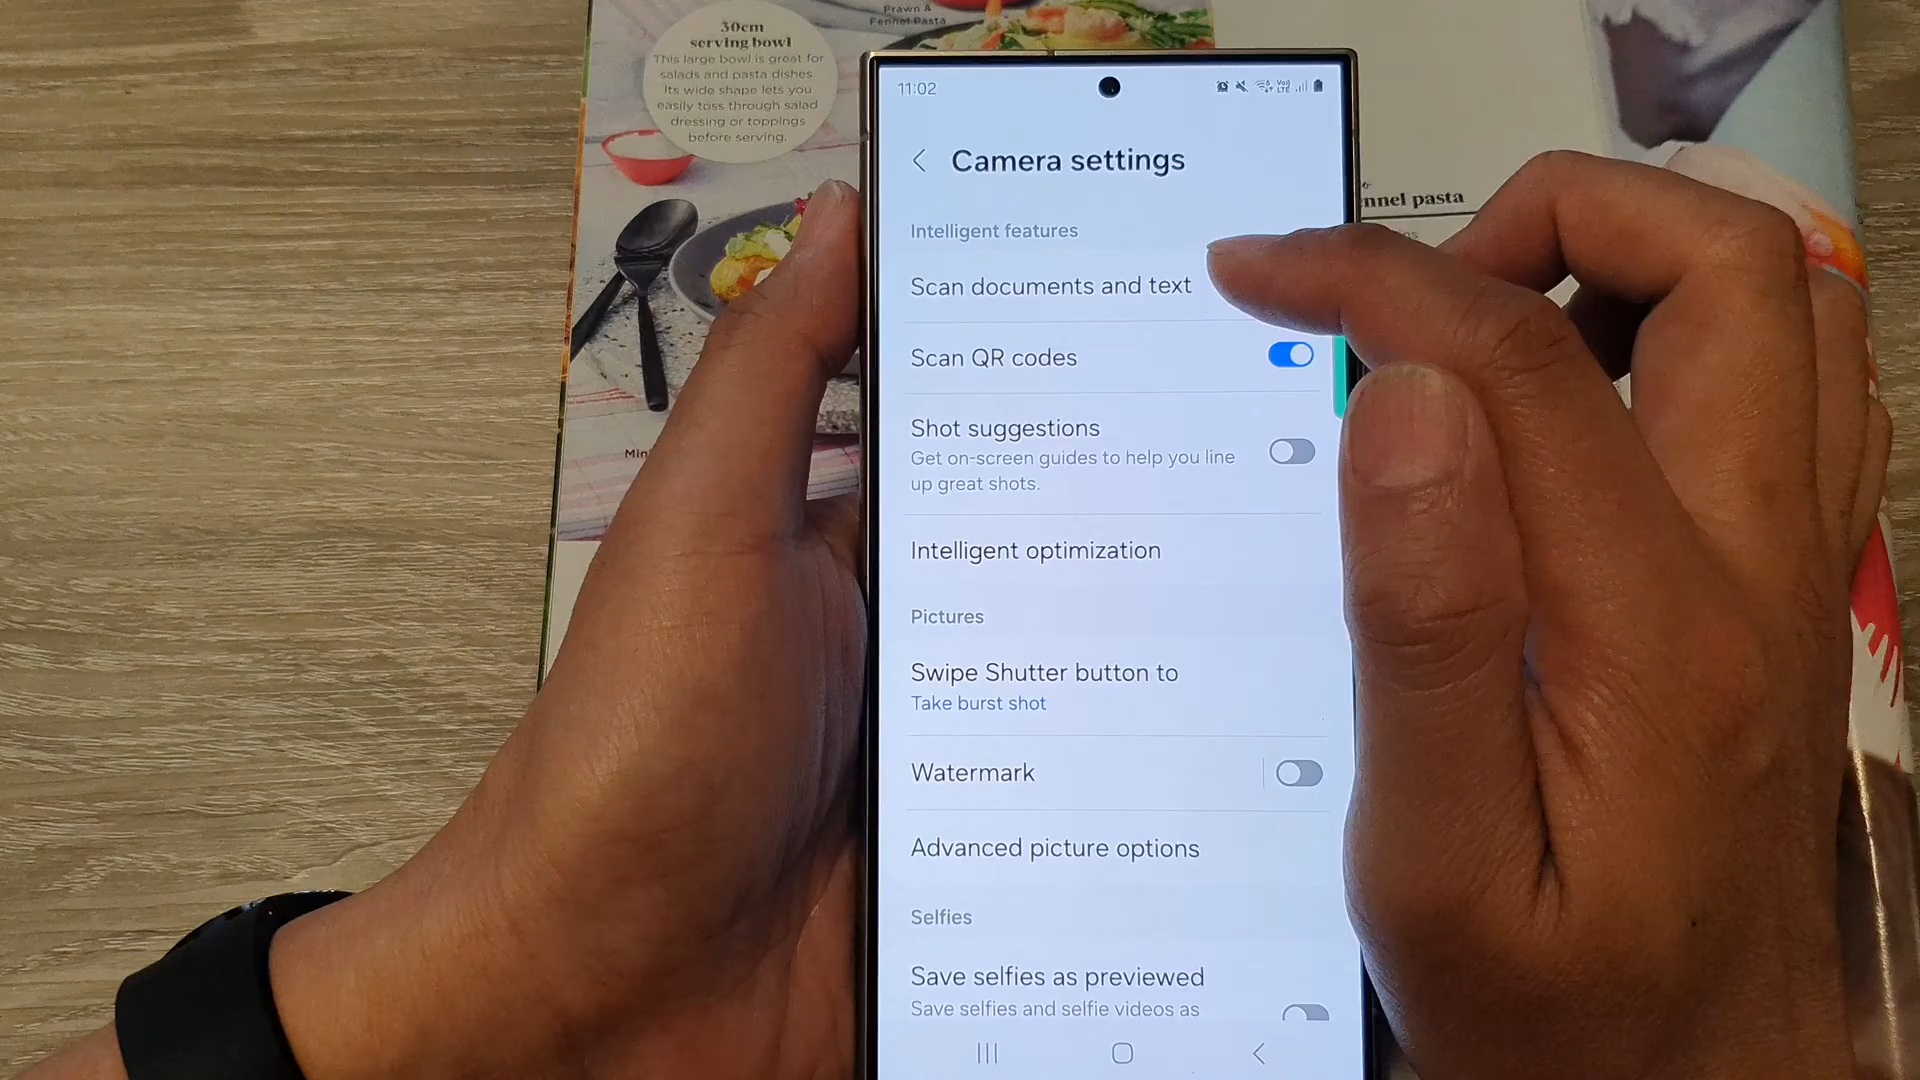 30cm
serving bowl
This large bowl is great for
salads and pasta dishes.
Its wide shape lets you
easily toss through salad
dressing or toppings
before serving.
Prawn &
Fennel Pasta
nnel pasta
Min
11:02
Camera settings
Intelligent features
Scan documents and text
Scan QR codes
Shot suggestions
Get on-screen guides to help you line
up great shots.
Intelligent optimization
Pictures
Swipe Shutter button to
Take burst shot
Watermark
Advanced picture options
Selfies
Save selfies as previewed
Save selfies and selfie videos as